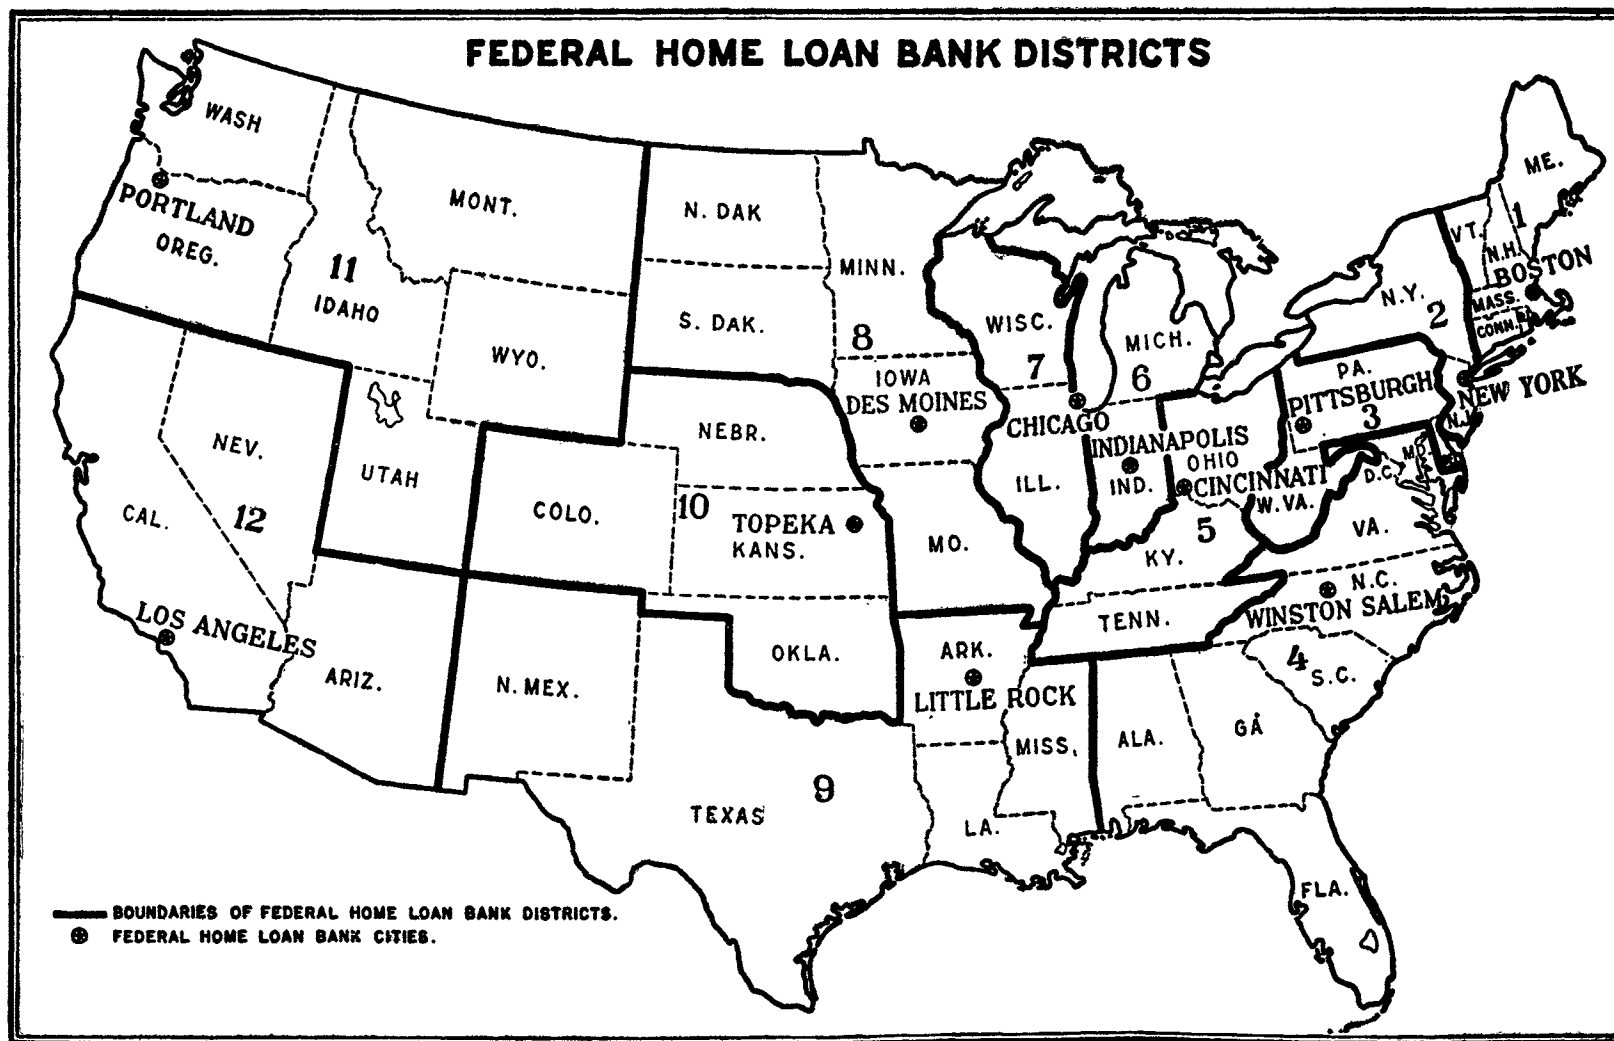 FEDERAL HOME LOAN BANK DISTRICTS
WASH
PORTLAND
OREG.
MONT.
11
IDAHO
WYO.
N. DAK
S. DAK.
MINN.
8
IOWA
DES MOINES
WISC.
7
CHICAGO
ILL.
MICH.
6
INDIANAPOLIS
IND.
OHIO
CINCINNATI
5
KY.
TENN.
W. VA.
ME.
1
VT.
N.H.
BOSTON
MASS.
CONN.
R.I.
N.Y.
2
NEW YORK
N.J.
PA.
PITTSBURGH
3
MD.
D.C.
VA.
N.C.
WINSTON SALEM
4
S.C.
GA
ALA.
FLA.
NEV.
12
CAL.
LOS ANGELES
ARIZ.
UTAH
COLO.
NEBR.
10
TOPEKA
KANS.
OKLA.
MO.
N. MEX.
TEXAS
9
ARK.
LITTLE ROCK
MISS.
LA.
BOUNDARIES OF FEDERAL HOME LOAN BANK DISTRICTS.
FEDERAL HOME LOAN BANK CITIES.